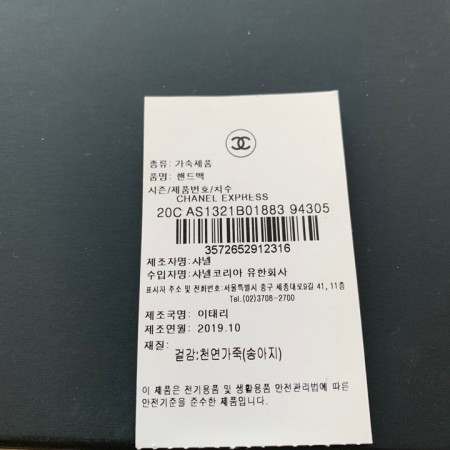 종류: 가죽제품
품명: 핸드백
시즌/제품번호/치수
CHANEL EXPRESS
20C AS1321B01883 94305
3572652912316
제조자명:샤넬
수입자명:샤넬코리아 유한회사
표시자 주소 및 전화번호:서울특별시 중구 세종대로9길 41, 11층
Tel.(02)3708-2700
제조국명: 이태리
제조연월: 2019.10
재질: 겉감:천연가죽(송아지)
이 제품은 전기용품 및 생활용품 안전관리법에 따른
안전기준을 준수한 제품입니다.